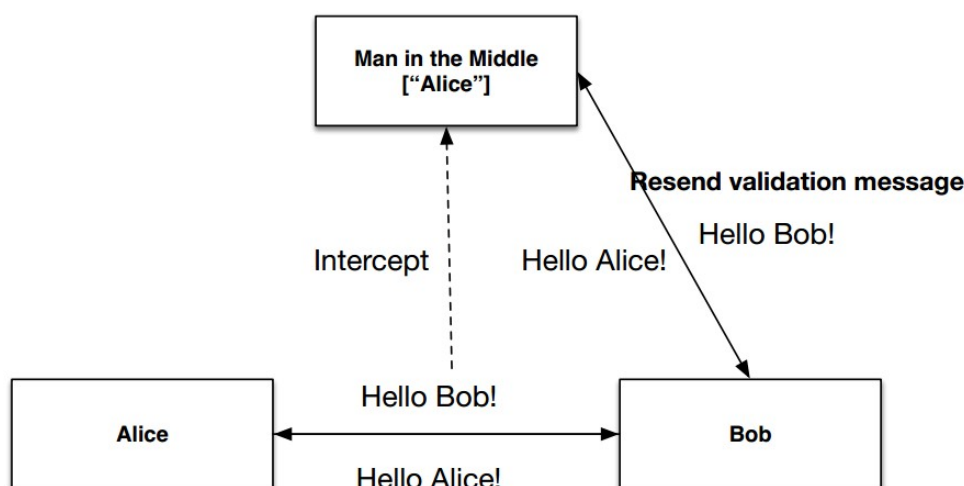 Man in the Middle
[“Alice”]
Resend validation message
Hello Bob!
Intercept
Hello Alice!
Hello Bob!
Alice
Bob
Hello Alice!